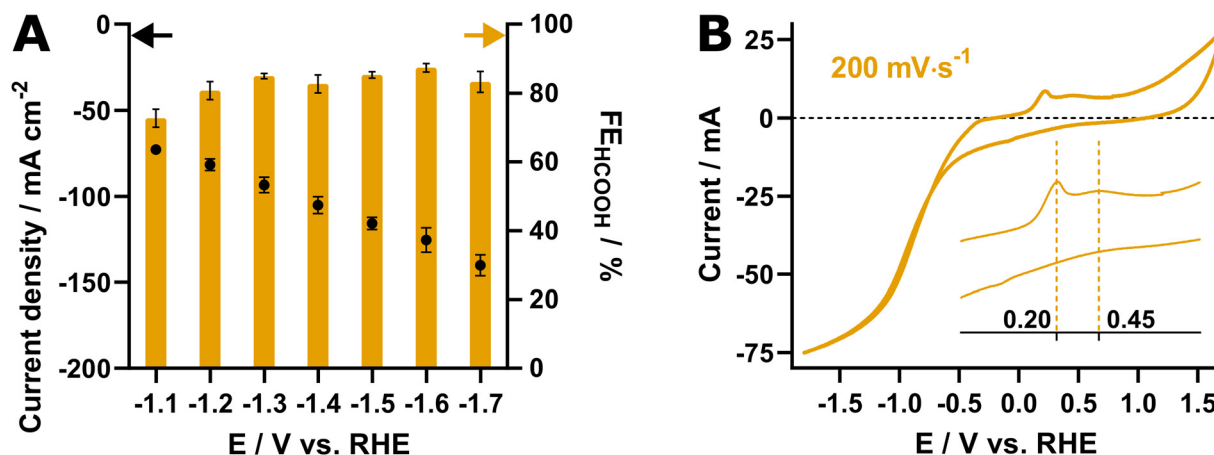 A
Current density / mA cm-2
0
-50
-100
-150
-200
100
80
60
40
20
0
FEHCOOH / %
-1.1 -1.2 -1.3 -1.4 -1.5 -1.6 -1.7
E / V vs. RHE
B
200 mV·s-1
Current / mA
25
0
-25
-50
-75
0.20 0.45
-1.5 -1.0 -0.5 0.0 0.5 1.0 1.5
E / V vs. RHE